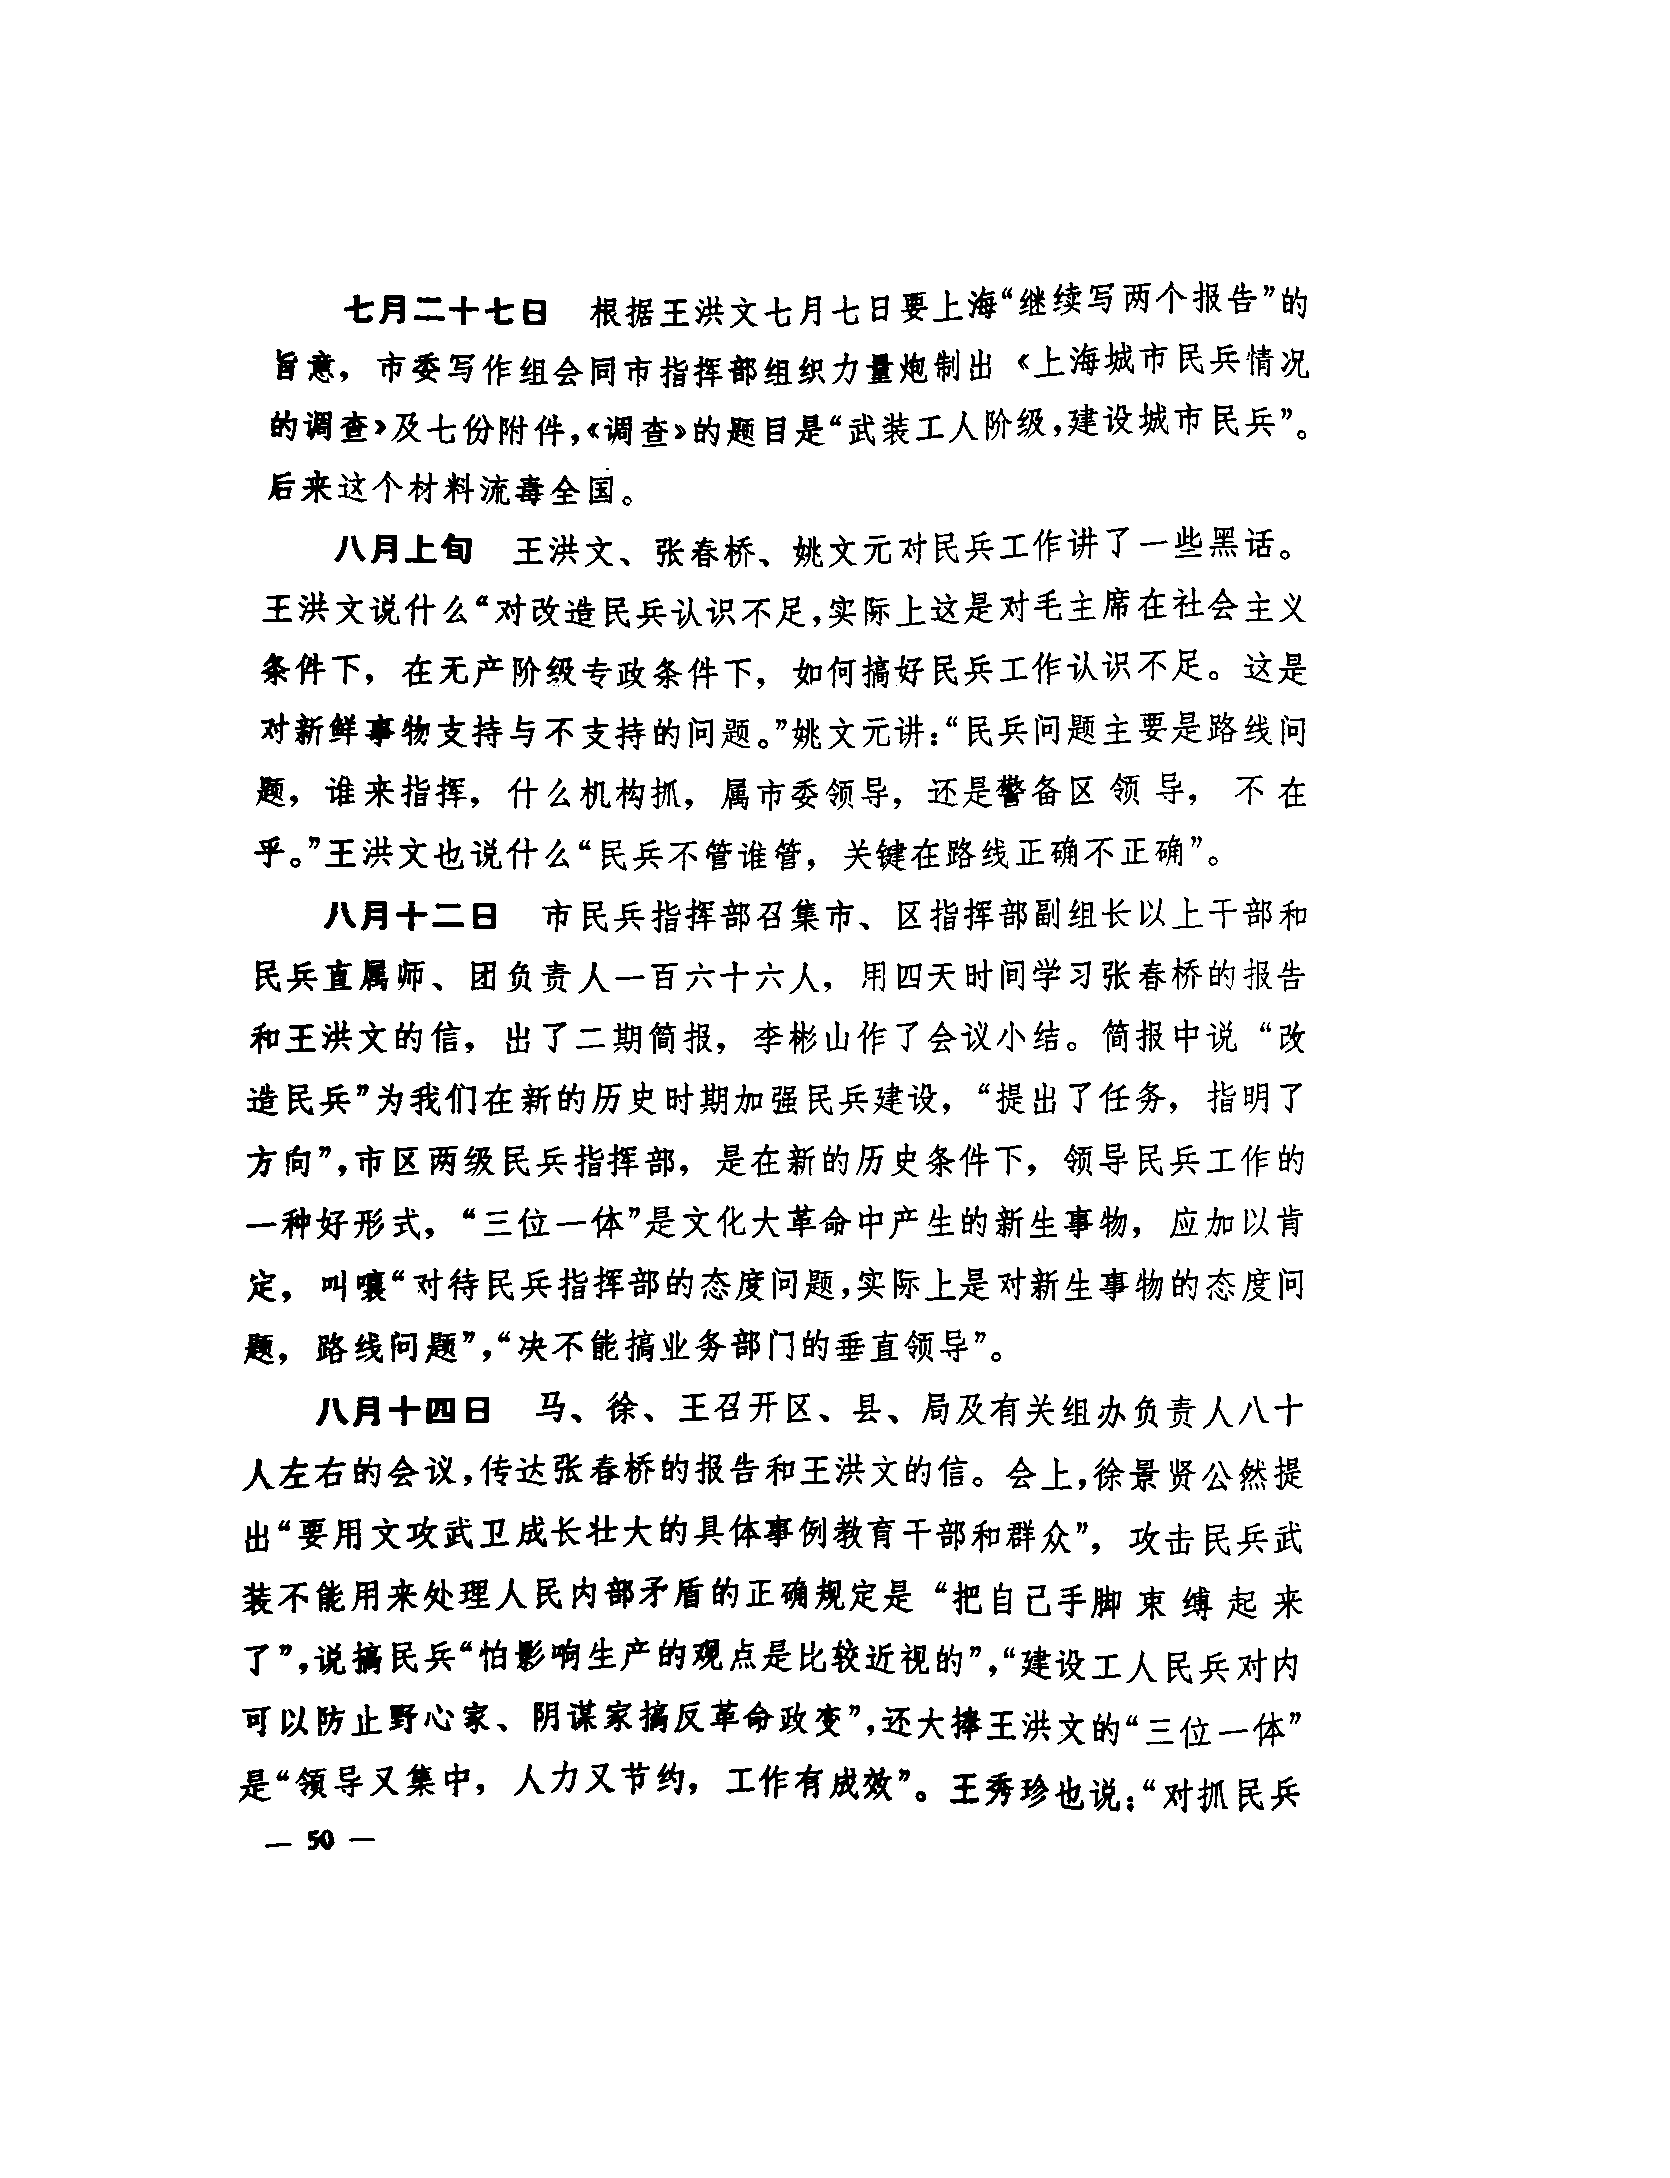 七月二十七日　根据王洪文七月七日要上海“继续写两个报告”的
旨意，市委写作组会同市指挥部组织力量炮制出《上海城市民兵情况
的调查》及七份附件，《调查》的题目是“武装工人阶级，建设城市民兵”。
后来这个材料流毒全国。
八月上旬　王洪文、张春桥、姚文元对民兵工作讲了一些黑话。
王洪文说什么“对改造民兵认识不足，实际上这是对毛主席在社会主义
条件下，在无产阶级专政条件下，如何搞好民兵工作认识不足。这是
对新鲜事物支持与不支持的问题。”姚文元讲：“民兵问题主要是路线问
题，谁来指挥，什么机构抓，属市委领导，还是警备区领导，不在
乎。”王洪文也说什么“民兵不管谁管，关键在路线正确不正确”。
八月十二日　市民兵指挥部召集市、区指挥部副组长以上干部和
民兵直属师、团负责人一百六十六人，用四天时间学习张春桥的报告
和王洪文的信，出了二期简报，李彬山作了会议小结。简报中说“改
造民兵”为我们在新的历史时期加强民兵建设，“提出了任务，指明了
方向”，市区两级民兵指挥部，是在新的历史条件下，领导民兵工作的
一种好形式，“三位一体”是文化大革命中产生的新生事物，应加以肯
定，叫嚷“对待民兵指挥部的态度问题，实际上是对新生事物的态度问
题，路线问题”，“决不能搞业务部门的垂直领导”。
八月十四日　马、徐、王召开区、县、局及有关组办负责人八十
人左右的会议，传达张春桥的报告和王洪文的信。会上，徐景贤公然提
出“要用文攻武卫成长壮大的具体事例教育干部和群众”，攻击民兵武
装不能用来处理人民内部矛盾的正确规定是“把自己手脚束缚起来
了”，说搞民兵“怕影响生产的观点是比较近视的”，“建设工人民兵对内
可以防止野心家、阴谋家搞反革命政变”，还大捧王洪文的“三位一体”
是“领导又集中，人力又节约，工作有成效”。王秀珍也说：“对抓民兵
— 50 —